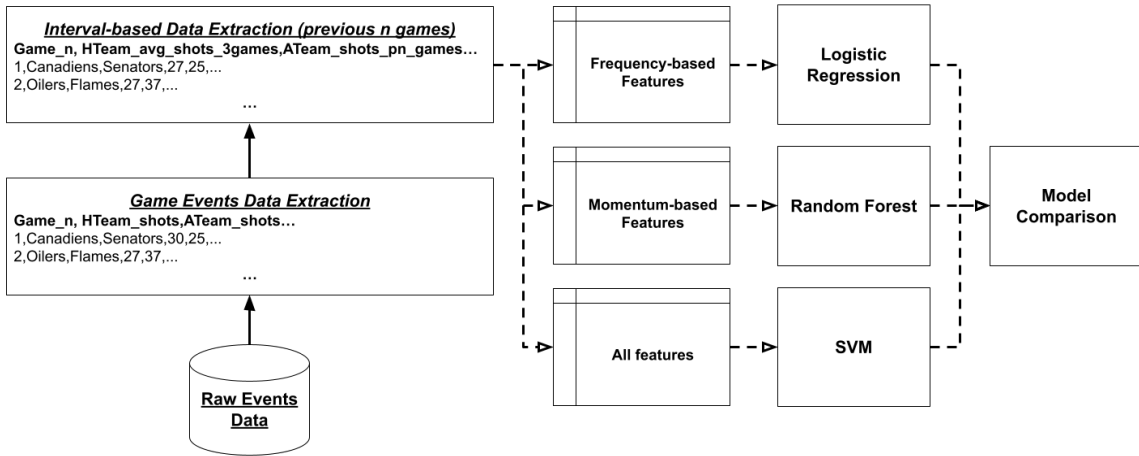 Interval-based Data Extraction (previous n games)
Game_n, HTeam_avg_shots_3games,ATeam_shots_pn_games…
1,Canadiens,Senators,27,25,...
2,Oilers,Flames,27,37,...
...
Game Events Data Extraction
Game_n, HTeam_shots,ATeam_shots…
1,Canadiens,Senators,30,25,...
2,Oilers,Flames,27,37,...
...
Raw Events
Data
Frequency-based
Features
Logistic
Regression
Momentum-based
Features
Random Forest
All features
SVM
Model
Comparison